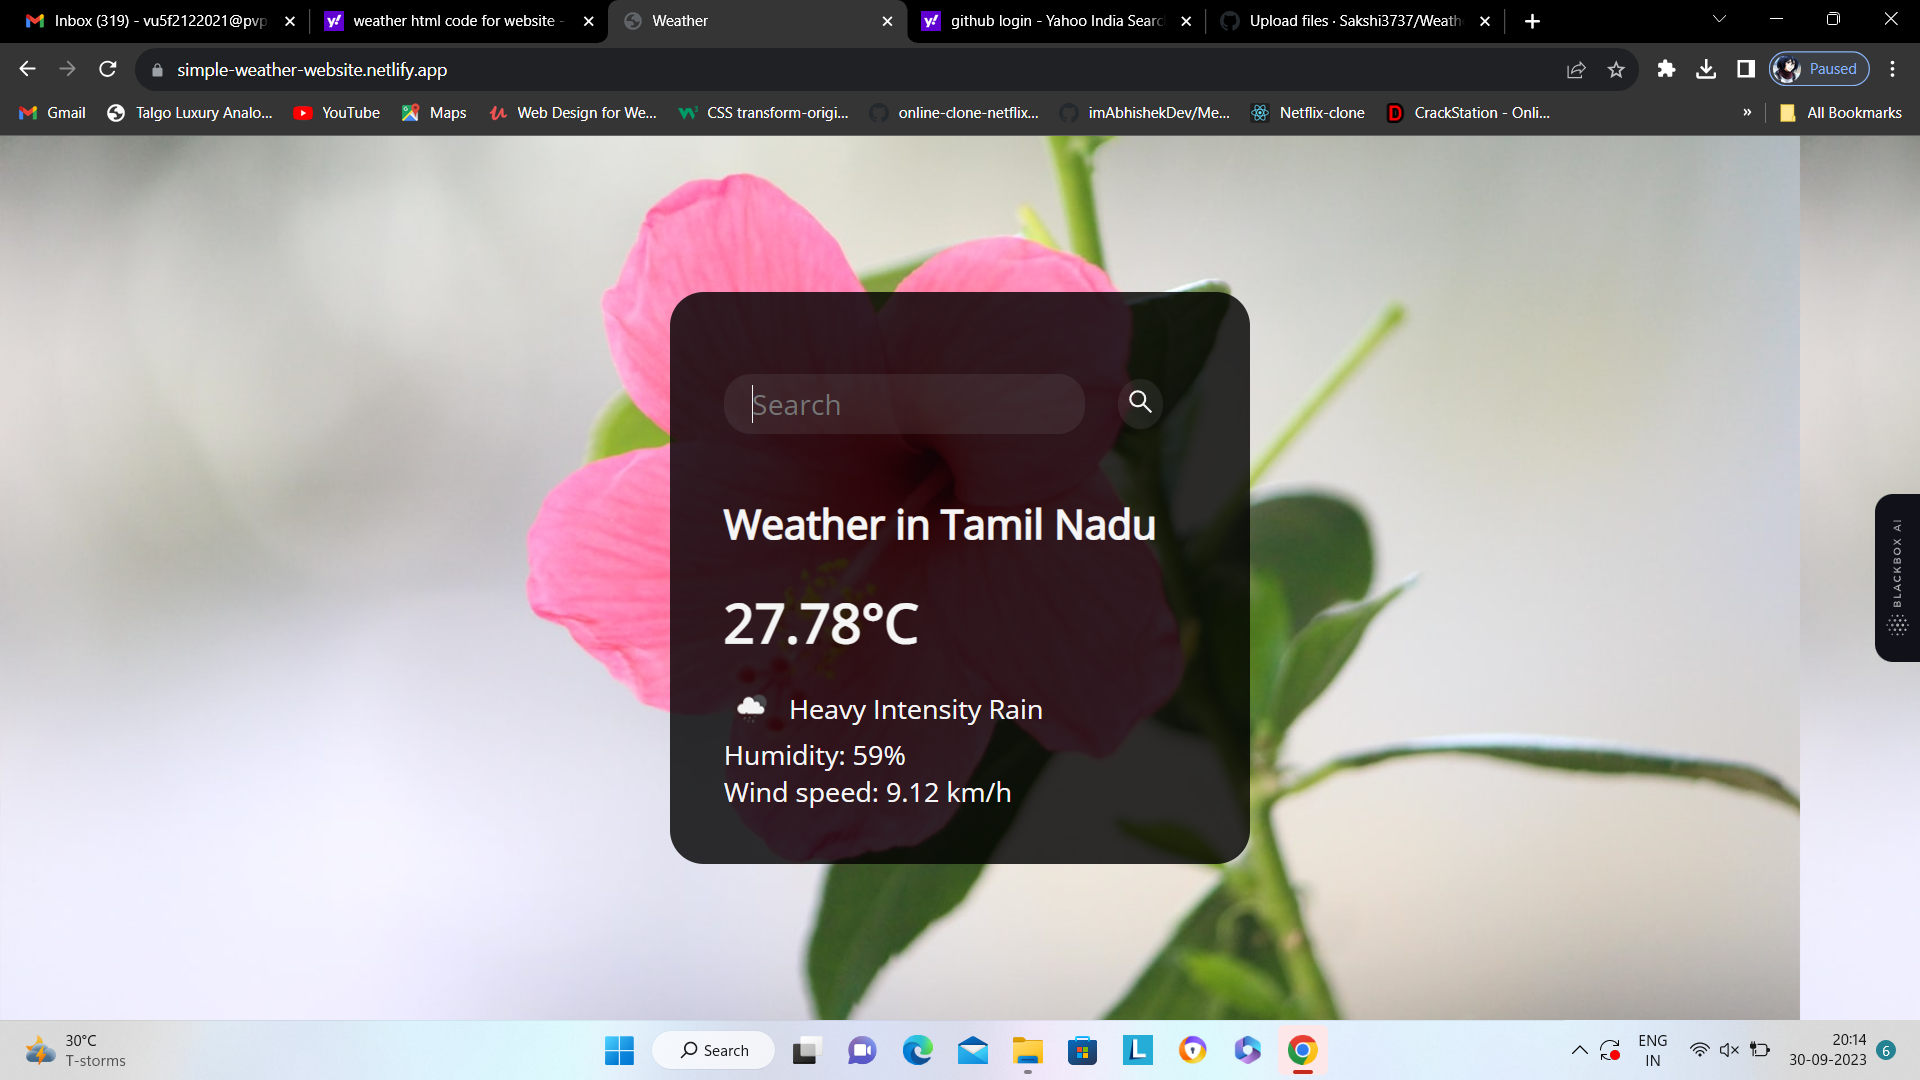 Inbox (319) - vu5f2122021@pvp
weather html code for website -
Weather
github login - Yahoo India Searc
Upload files · Sakshi3737/Weath
simple-weather-website.netlify.app
Paused
Gmail
Talgo Luxury Analo...
YouTube
Maps
Web Design for We...
CSS transform-origi...
online-clone-netflix...
imAbhishekDev/Me...
Netflix-clone
CrackStation - Onli...
»
All Bookmarks
Search
Weather in Tamil Nadu
27.78°C
Heavy Intensity Rain
Humidity: 59%
Wind speed: 9.12 km/h
BLACKBOX AI
30°C
T-storms
Search
ENG
IN
20:14
30-09-2023
6